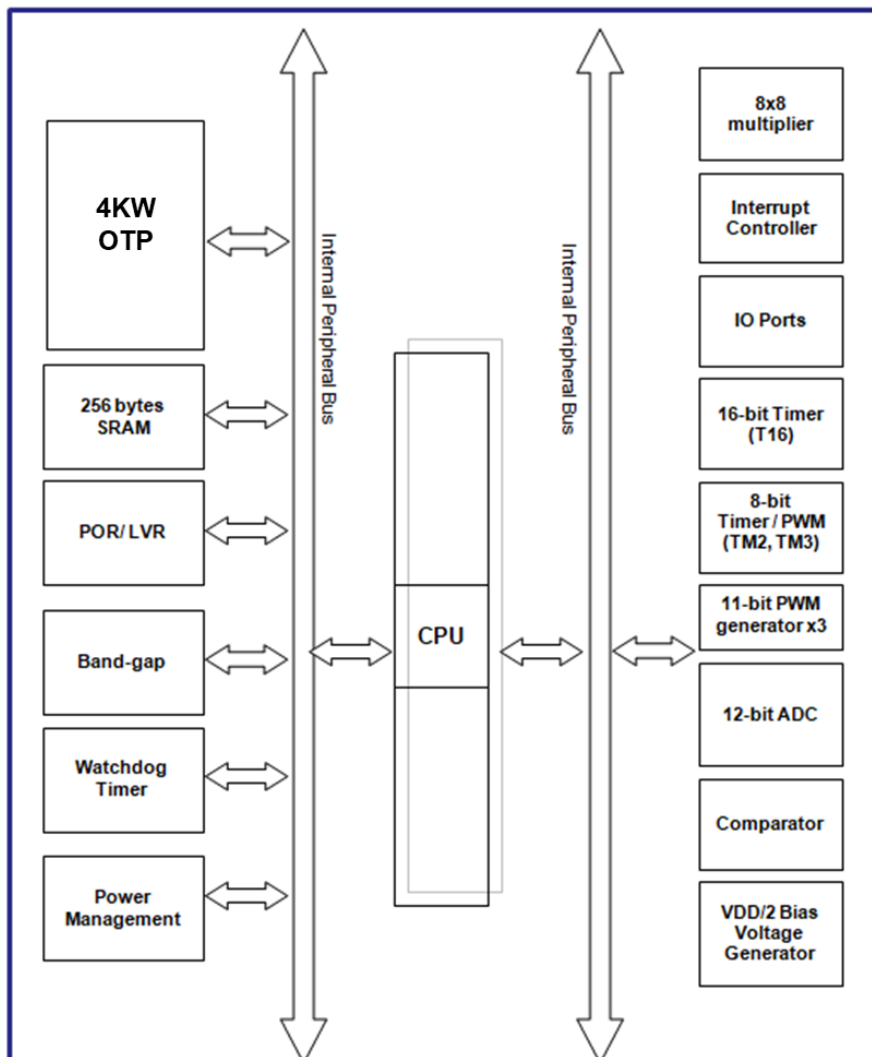 4KW
OTP
256 bytes
SRAM
POR/ LVR
Band-gap
Watchdog
Timer
Power
Management
Internal Peripheral Bus
CPU
Internal Peripheral Bus
8x8
multiplier
Interrupt
Controller
IO Ports
16-bit Timer
(T16)
8-bit
Timer / PWM
(TM2, TM3)
11-bit PWM
generator x3
12-bit ADC
Comparator
VDD/2 Bias
Voltage
Generator